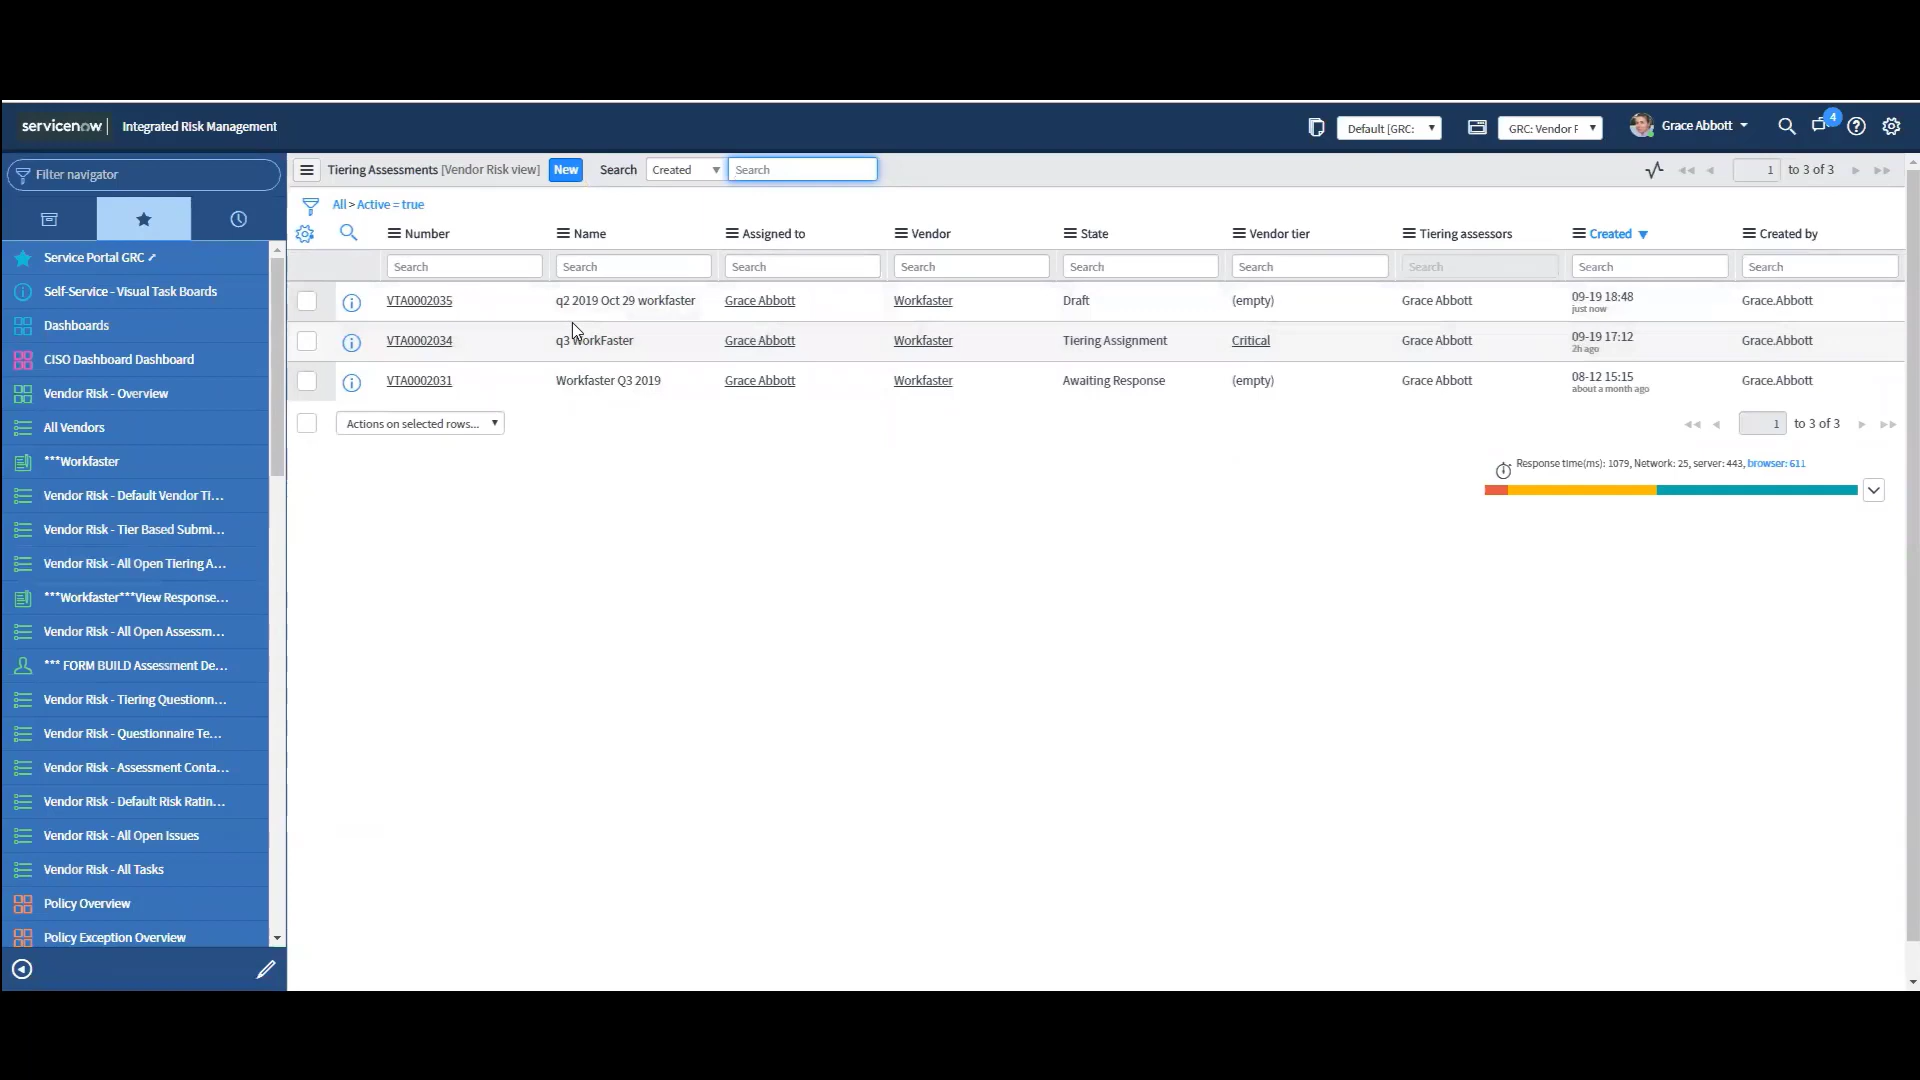 servicenow | Integrated Risk Management
Default [GRC:
GRC: Vendor F
Grace Abbott
4
Filter navigator
Tiering Assessments [Vendor Risk view] New Search Created Search
1 to 3 of 3
All > Active = true
Number Name Assigned to Vendor State Vendor tier Tiering assessors Created Created by
Search Search Search Search Search Search Search Search Search
VTA0002035 q2 2019 Oct 29 workfaster Grace Abbott Workfaster Draft (empty) Grace Abbott 09-19 18:48 Grace.Abbott
just now
VTA0002034 q3 WorkFaster Grace Abbott Workfaster Tiering Assignment Critical Grace Abbott 09-19 17:12 Grace.Abbott
2h ago
VTA0002031 Workfaster Q3 2019 Grace Abbott Workfaster Awaiting Response (empty) Grace Abbott 08-12 15:15 Grace.Abbott
about a month ago
Actions on selected rows...
1 to 3 of 3
Response time(ms): 1079, Network: 25, server: 443, browser: 611
Service Portal GRC
Self-Service - Visual Task Boards
Dashboards
CISO Dashboard Dashboard
Vendor Risk - Overview
All Vendors
***Workfaster
Vendor Risk - Default Vendor Ti...
Vendor Risk - Tier Based Submi...
Vendor Risk - All Open Tiering A...
***Workfaster***View Response...
Vendor Risk - All Open Assessm...
*** FORM BUILD Assessment De...
Vendor Risk - Tiering Questionn...
Vendor Risk - Questionnaire Te...
Vendor Risk - Assessment Conta...
Vendor Risk - Default Risk Ratin...
Vendor Risk - All Open Issues
Vendor Risk - All Tasks
Policy Overview
Policy Exception Overview